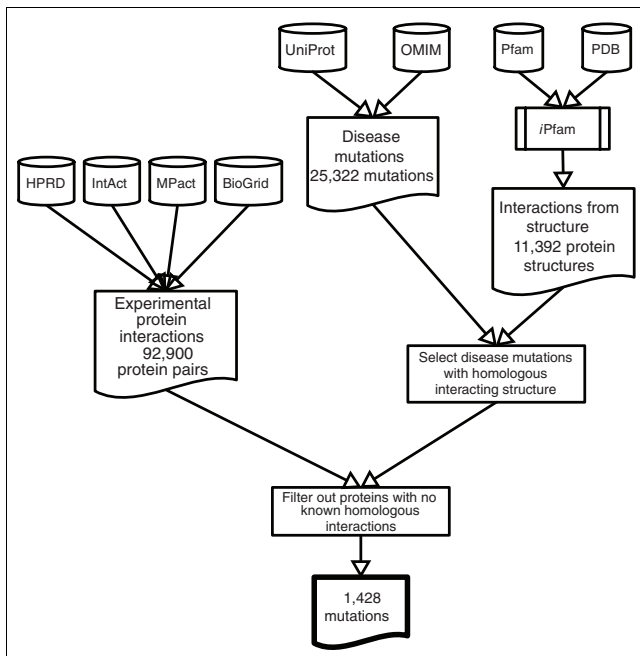 UniProt
OMIM
Pfam
PDB
iPfam
Disease
mutations
25,322 mutations
HPRD
IntAct
MPact
BioGrid
Interactions from
structure
11,392 protein
structures
Experimental
protein
interactions
92,900
protein pairs
Select disease mutations
with homologous
interacting structure
Filter out proteins with no
known homologous
interactions
1,428
mutations